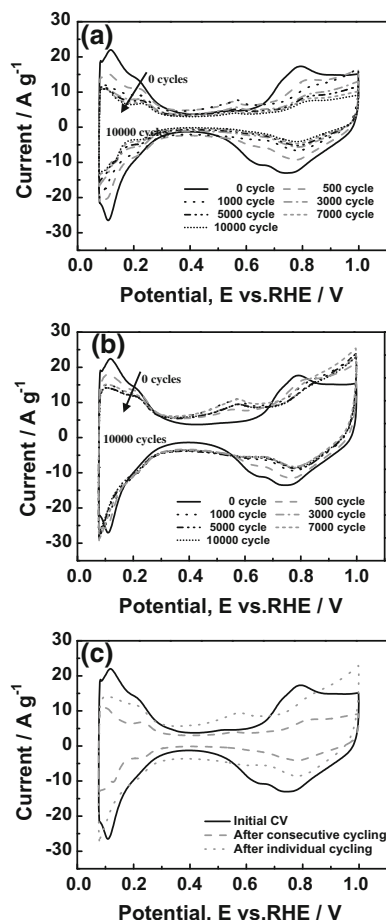 (a)
30
20
10
0
-10
-20
-30
Current / A g⁻¹
0 cycles
10000 cycles
0 cycle
500 cycle
1000 cycle
3000 cycle
5000 cycle
7000 cycle
10000 cycle
0.0 0.2 0.4 0.6 0.8 1.0
Potential, E vs.RHE / V
(b)
30
20
10
0
-10
-20
-30
Current / A g⁻¹
0 cycles
10000 cycles
0 cycle
500 cycle
1000 cycle
3000 cycle
5000 cycle
7000 cycle
10000 cycle
0.0 0.2 0.4 0.6 0.8 1.0
Potential, E vs.RHE / V
(c)
30
20
10
0
-10
-20
-30
Current / A g⁻¹
Initial CV
After consecutive cycling
After individual cycling
0.0 0.2 0.4 0.6 0.8 1.0
Potential, E vs.RHE / V